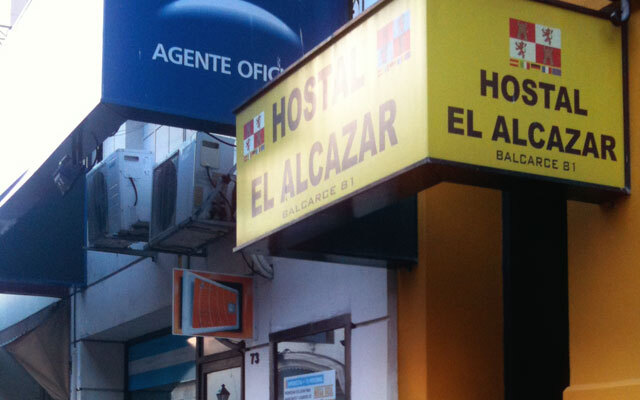 AGENTE OFIC
HOSTAL
EL ALCAZAR
BALCARCE 81
HOSTAL
EL ALCAZAR
BALCARCE 81
73